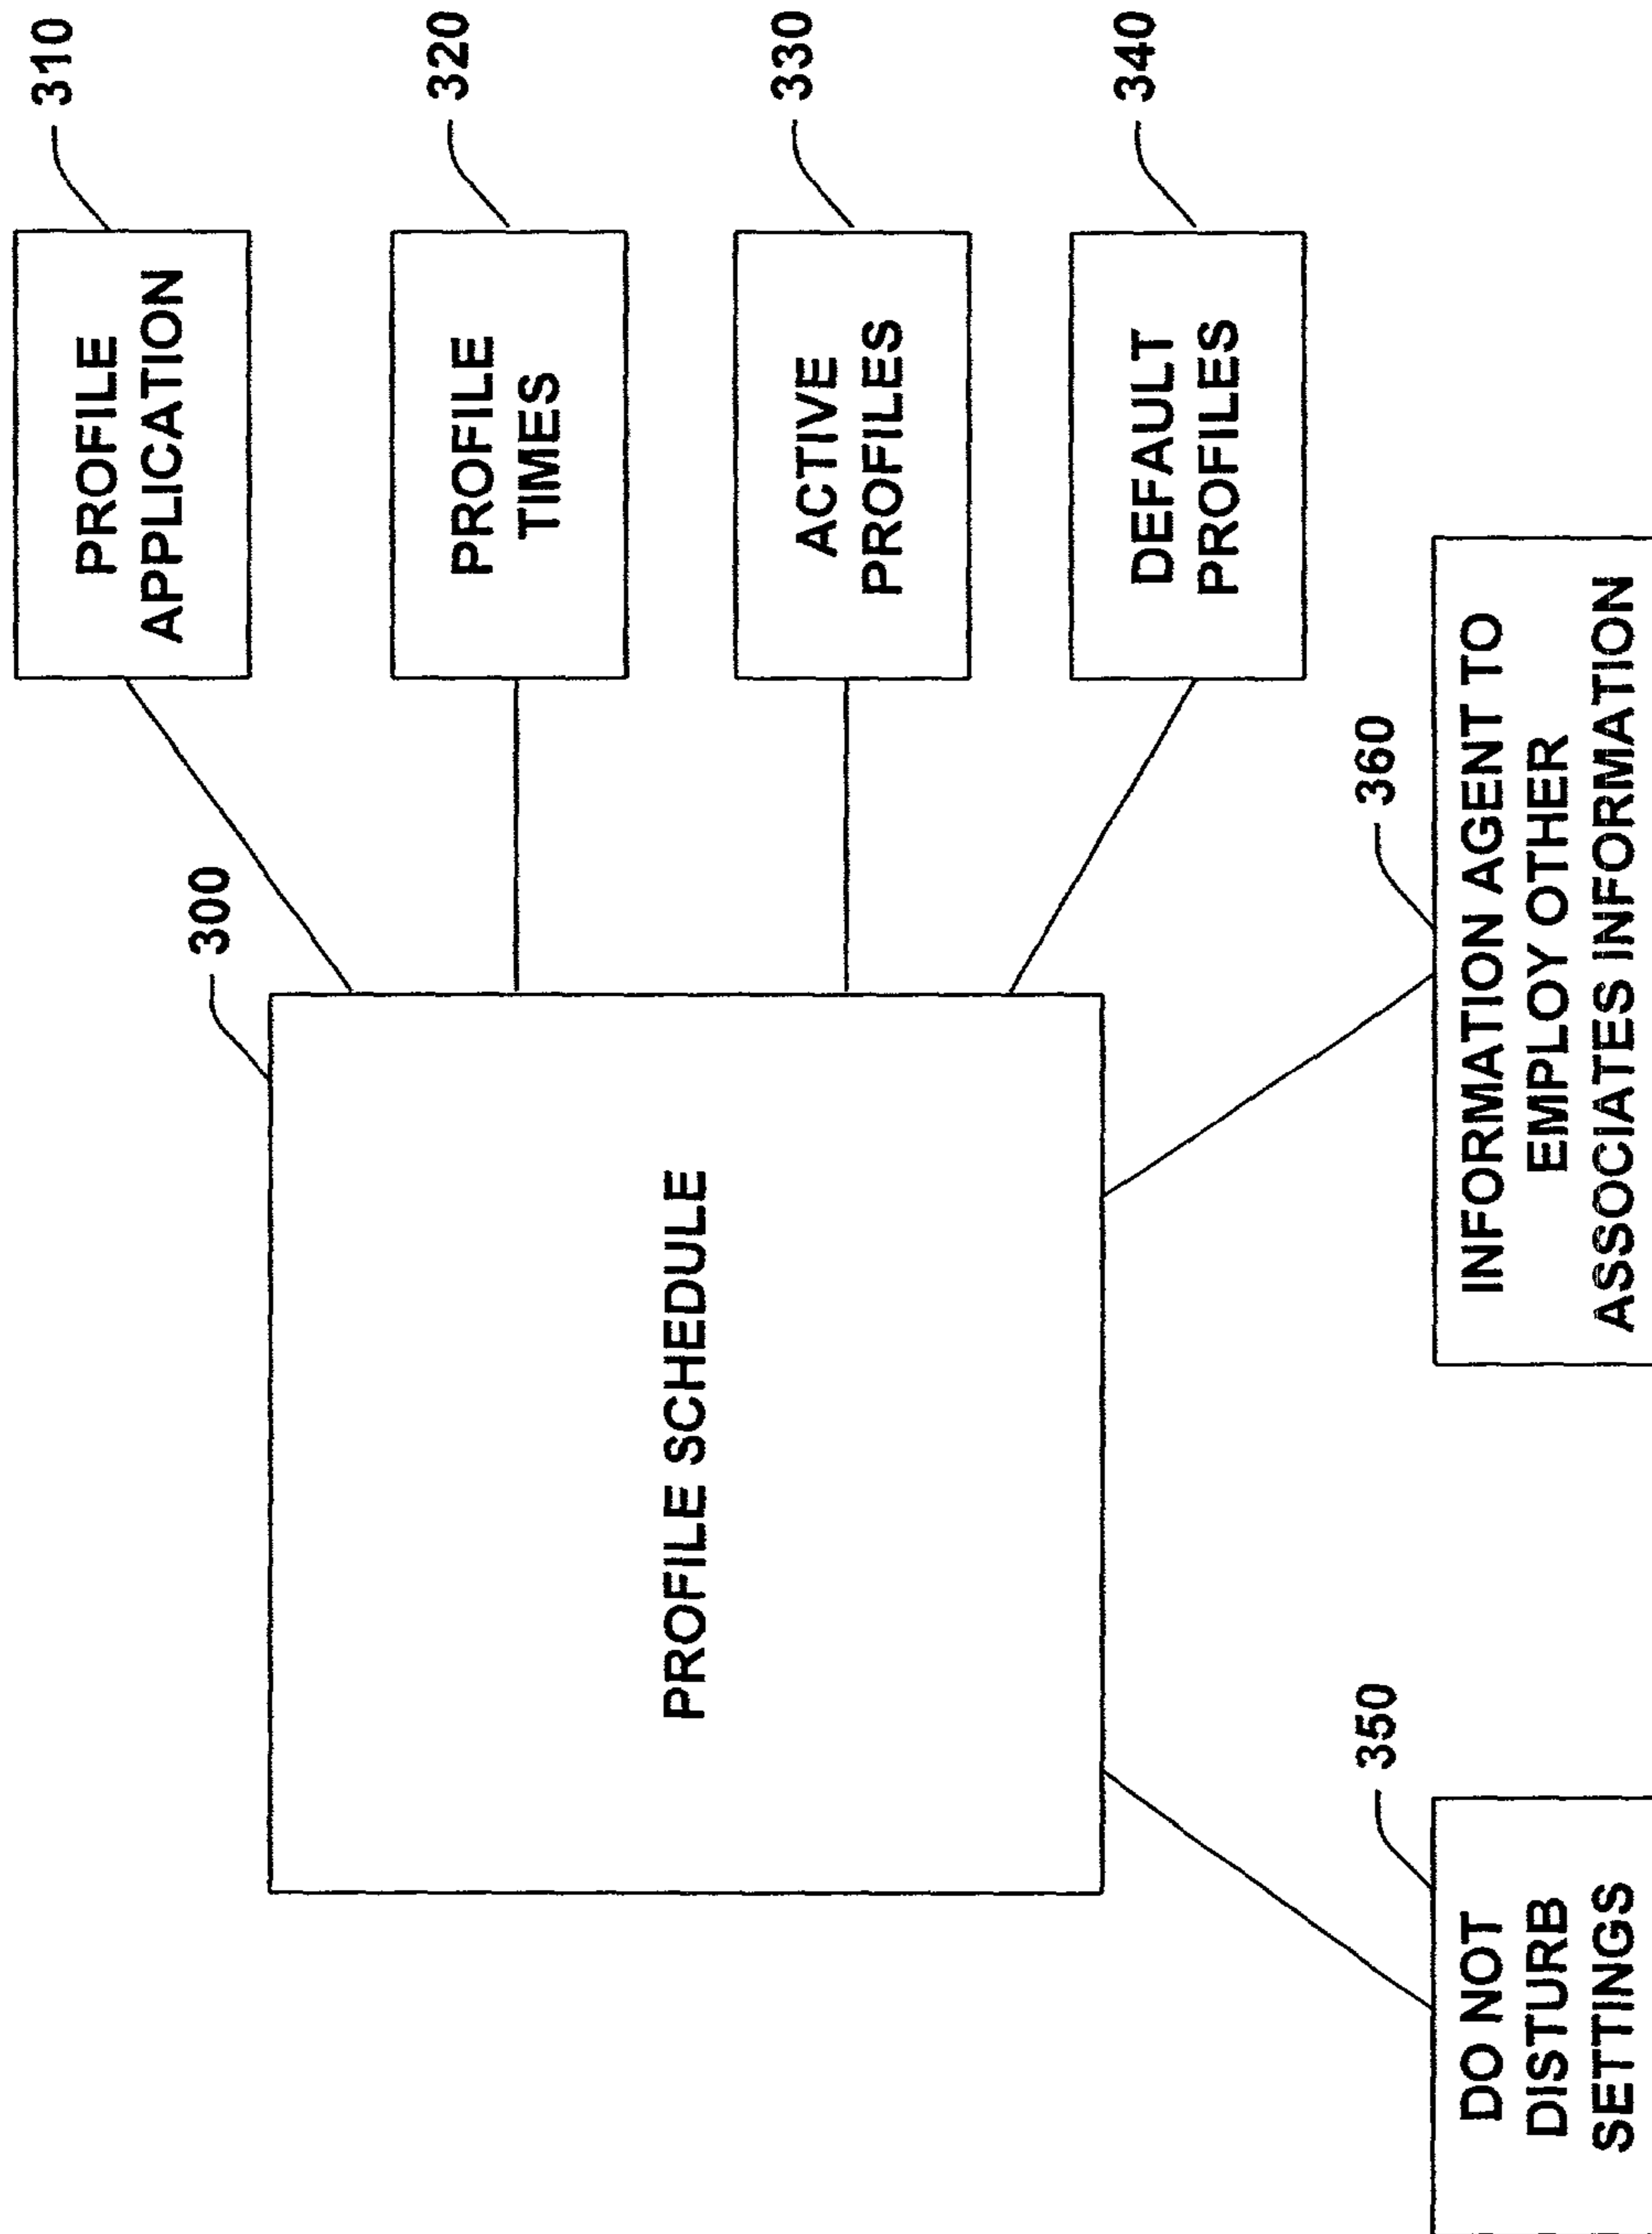 310
PROFILE
APPLICATION
320
PROFILE
TIMES
330
ACTIVE
PROFILES
340
DEFAULT
PROFILES
300
PROFILE SCHEDULE
350
DO NOT
DISTURB
SETTINGS
360
INFORMATION AGENT TO
EMPLOY OTHER
ASSOCIATES INFORMATION